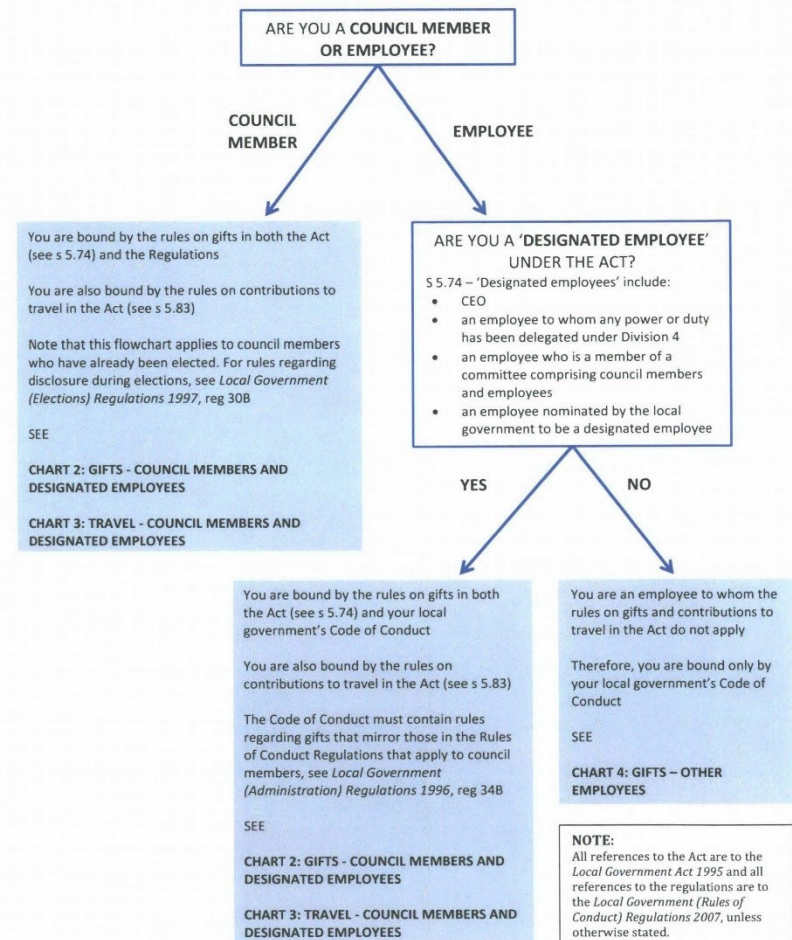 ARE YOU A COUNCIL MEMBER
OR EMPLOYEE?
COUNCIL
MEMBER
EMPLOYEE
You are bound by the rules on gifts in both the Act
(see s 5.74) and the Regulations
You are also bound by the rules on contributions to
travel in the Act (see s 5.83)
Note that this flowchart applies to council members
who have already been elected. For rules regarding
disclosure during elections, see Local Government
(Elections) Regulations 1997, reg 30B
SEE
CHART 2: GIFTS - COUNCIL MEMBERS AND
DESIGNATED EMPLOYEES
CHART 3: TRAVEL - COUNCIL MEMBERS AND
DESIGNATED EMPLOYEES
ARE YOU A 'DESIGNATED EMPLOYEE'
UNDER THE ACT?
S 5.74 – 'Designated employees' include:
• CEO
• an employee to whom any power or duty
has been delegated under Division 4
• an employee who is a member of a
committee comprising council members
and employees
• an employee nominated by the local
government to be a designated employee
YES
NO
You are bound by the rules on gifts in both
the Act (see s 5.74) and your local
government's Code of Conduct
You are also bound by the rules on
contributions to travel in the Act (see s 5.83)
The Code of Conduct must contain rules
regarding gifts that mirror those in the Rules
of Conduct Regulations that apply to council
members, see Local Government
(Administration) Regulations 1996, reg 34B
SEE
CHART 2: GIFTS - COUNCIL MEMBERS AND
DESIGNATED EMPLOYEES
CHART 3: TRAVEL - COUNCIL MEMBERS AND
DESIGNATED EMPLOYEES
You are an employee to whom the
rules on gifts and contributions to
travel in the Act do not apply
Therefore, you are bound only by
your local government's Code of
Conduct
SEE
CHART 4: GIFTS – OTHER
EMPLOYEES
NOTE:
All references to the Act are to the
Local Government Act 1995 and all
references to the regulations are to
the Local Government (Rules of
Conduct) Regulations 2007, unless
otherwise stated.